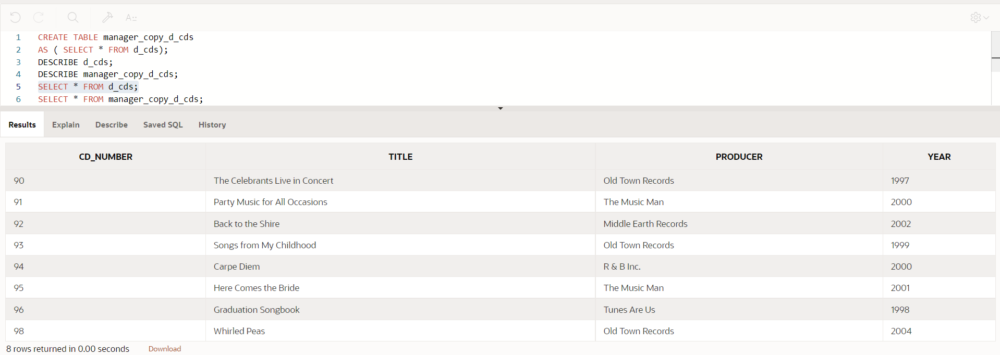 A::
1 CREATE TABLE manager_copy_d_cds
2 AS ( SELECT * FROM d_cds);
3 DESCRIBE d_cds;
4 DESCRIBE manager_copy_d_cds;
5 SELECT * FROM d_cds;
6 SELECT * FROM manager_copy_d_cds;
Results Explain Describe Saved SQL History
CD_NUMBER TITLE PRODUCER YEAR
90 The Celebrants Live in Concert Old Town Records 1997
91 Party Music for All Occasions The Music Man 2000
92 Back to the Shire Middle Earth Records 2002
93 Songs from My Childhood Old Town Records 1999
94 Carpe Diem R & B Inc. 2000
95 Here Comes the Bride The Music Man 2001
96 Graduation Songbook Tunes Are Us 1998
98 Whirled Peas Old Town Records 2004
8 rows returned in 0.00 seconds Download